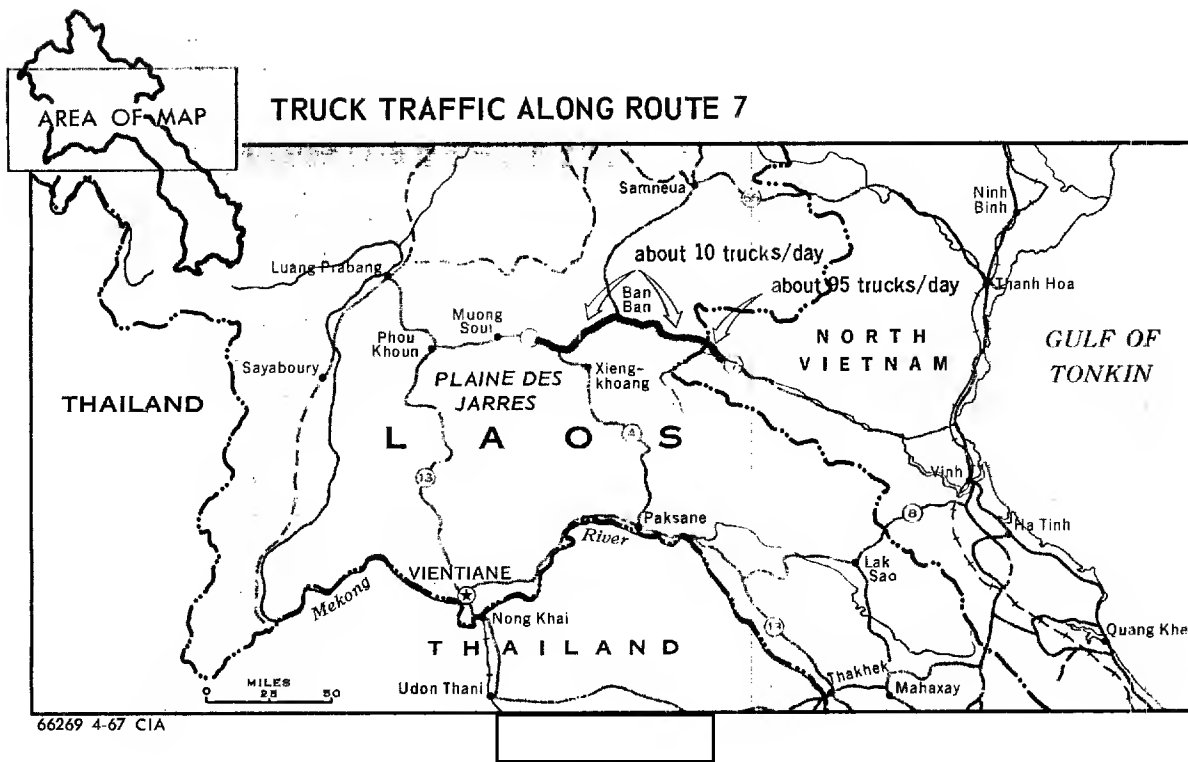 AREA OF MAP
TRUCK TRAFFIC ALONG ROUTE 7
Samneua
Ninh
Binh
about 10 trucks/day
Luang Prabang
about 95 trucks/day
Thanh Hoa
Ban
Ban
Muong
Soui
Phou
Khoun
NORTH
VIETNAM
GULF OF
TONKIN
Sayaboury
Xieng-
khoang
7
PLAINE DES
JARRES
THAILAND
LAOS
4
13
Vinh
8
Paksane
Ha Tinh
River
Lak
Sao
VIENTIANE
Mekong
Nong Khai
13
Quang Khe
THAILAND
MILES
0 25 50
Udon Thani
Thakhek
Mahaxay
66269 4-67 CIA